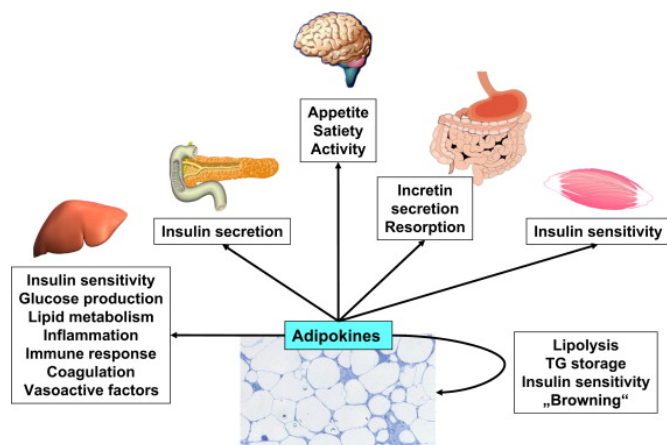 Appetite
Satiety
Activity
Incretin
secretion
Resorption
Insulin secretion
Insulin sensitivity
Insulin sensitivity
Glucose production
Lipid metabolism
Inflammation
Immune response
Coagulation
Vasoactive factors
Adipokines
Lipolysis
TG storage
Insulin sensitivity
„Browning“